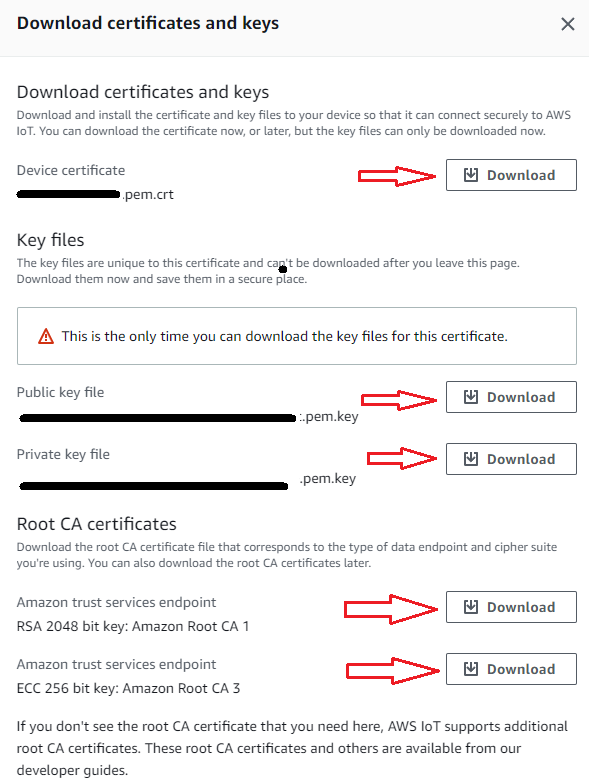 Download certificates and keys
Download certificates and keys
Download and install the certificate and key files to your device so that it can connect securely to AWS
IoT. You can download the certificate now, or later, but the key files can only be downloaded now.
Device certificate
Download
.pem.crt
Key files
The key files are unique to this certificate and can't be downloaded after you leave this page.
Download them now and save them in a secure place.
This is the only time you can download the key files for this certificate.
Public key file
Download
.pem.key
Private key file
Download
.pem.key
Root CA certificates
Download the root CA certificate file that corresponds to the type of data endpoint and cipher suite
you're using. You can also download the root CA certificates later.
Amazon trust services endpoint
Download
RSA 2048 bit key: Amazon Root CA 1
Amazon trust services endpoint
Download
ECC 256 bit key: Amazon Root CA 3
If you don't see the root CA certificate that you need here, AWS IoT supports additional
root CA certificates. These root CA certificates and others are available from our
developer guides.